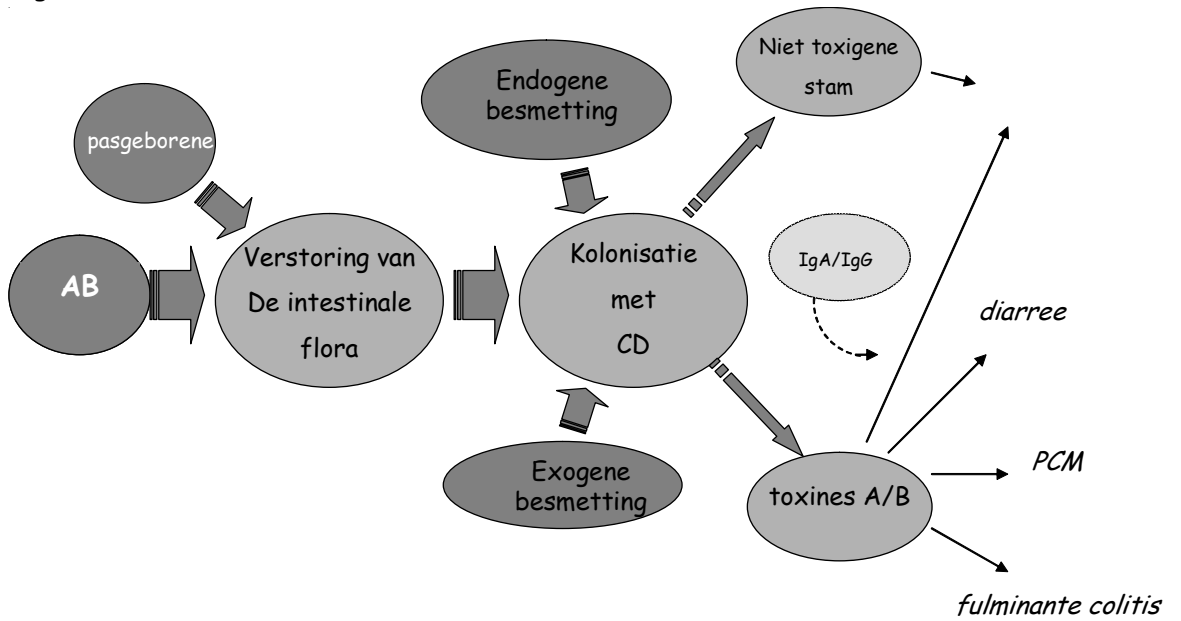 Niet toxigene
stam
Endogene
besmetting
pasgeborene
AB
Verstoring van
De intestinale
flora
Kolonisatie
met
CD
IgA/IgG
diarree
PCM
Exogene
besmetting
toxines A/B
fulminante colitis